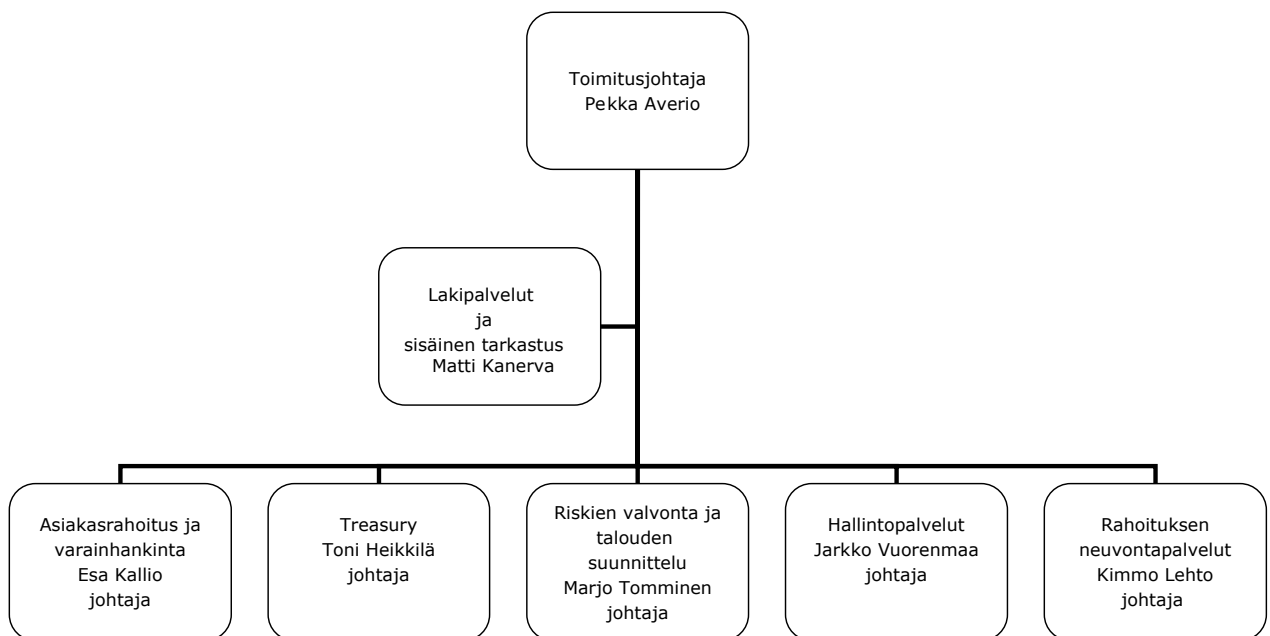 Toimitusjohtaja
Pekka Averio
Lakipalvelut
ja
sisäinen tarkastus
Matti Kanerva
Asiakasrahoitus ja
varainhankinta
Esa Kallio
johtaja
Treasury
Toni Heikkilä
johtaja
Riskien valvonta ja
talouden
suunnittelu
Marjo Tomminen
johtaja
Hallintopalvelut
Jarkko Vuorenmaa
johtaja
Rahoituksen
neuvontapalvelut
Kimmo Lehto
johtaja